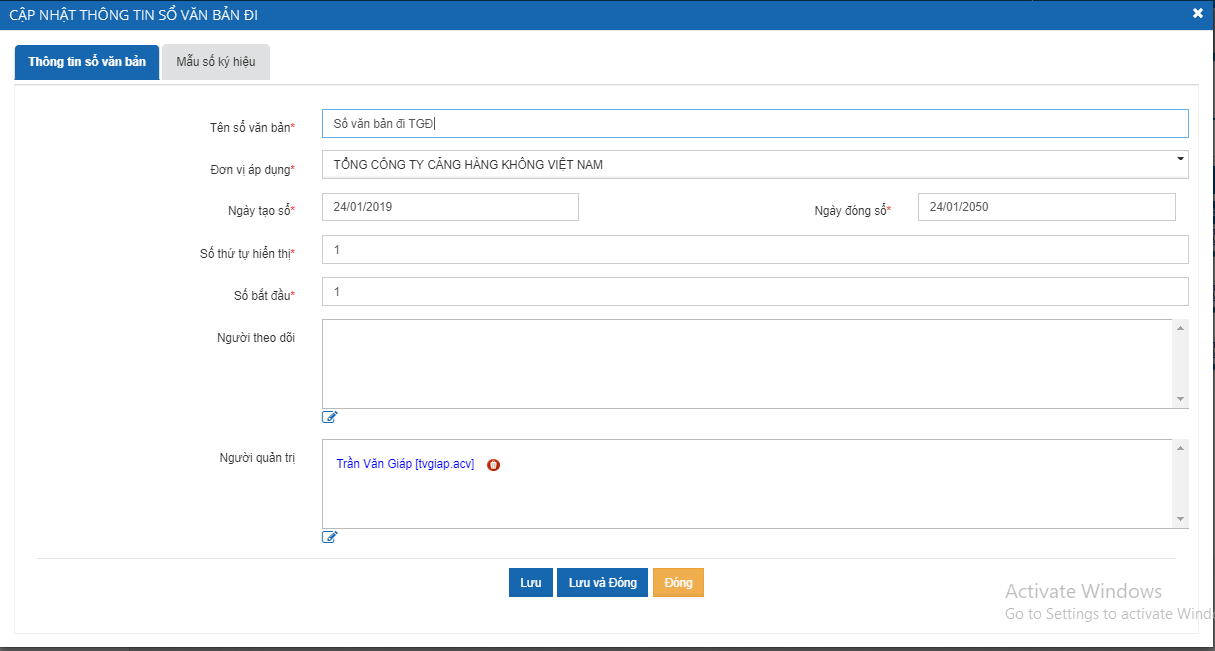 CẬP NHẬT THÔNG TIN SỔ VĂN BẢN ĐI
Thông tin sổ văn bản
Mẫu số ký hiệu
Tên sổ văn bản*
Sổ văn bản đi TGĐ
Đơn vị áp dụng*
TỔNG CÔNG TY CẢNG HÀNG KHÔNG VIỆT NAM
Ngày tạo sổ*
24/01/2019
Ngày đóng sổ*
24/01/2050
Số thứ tự hiển thị*
1
Số bắt đầu*
1
Người theo dõi
Người quản trị
Trần Văn Giáp [tvgiap.acv]
Lưu
Lưu và Đóng
Đóng
Activate Windows
Go to Settings to activate Wind